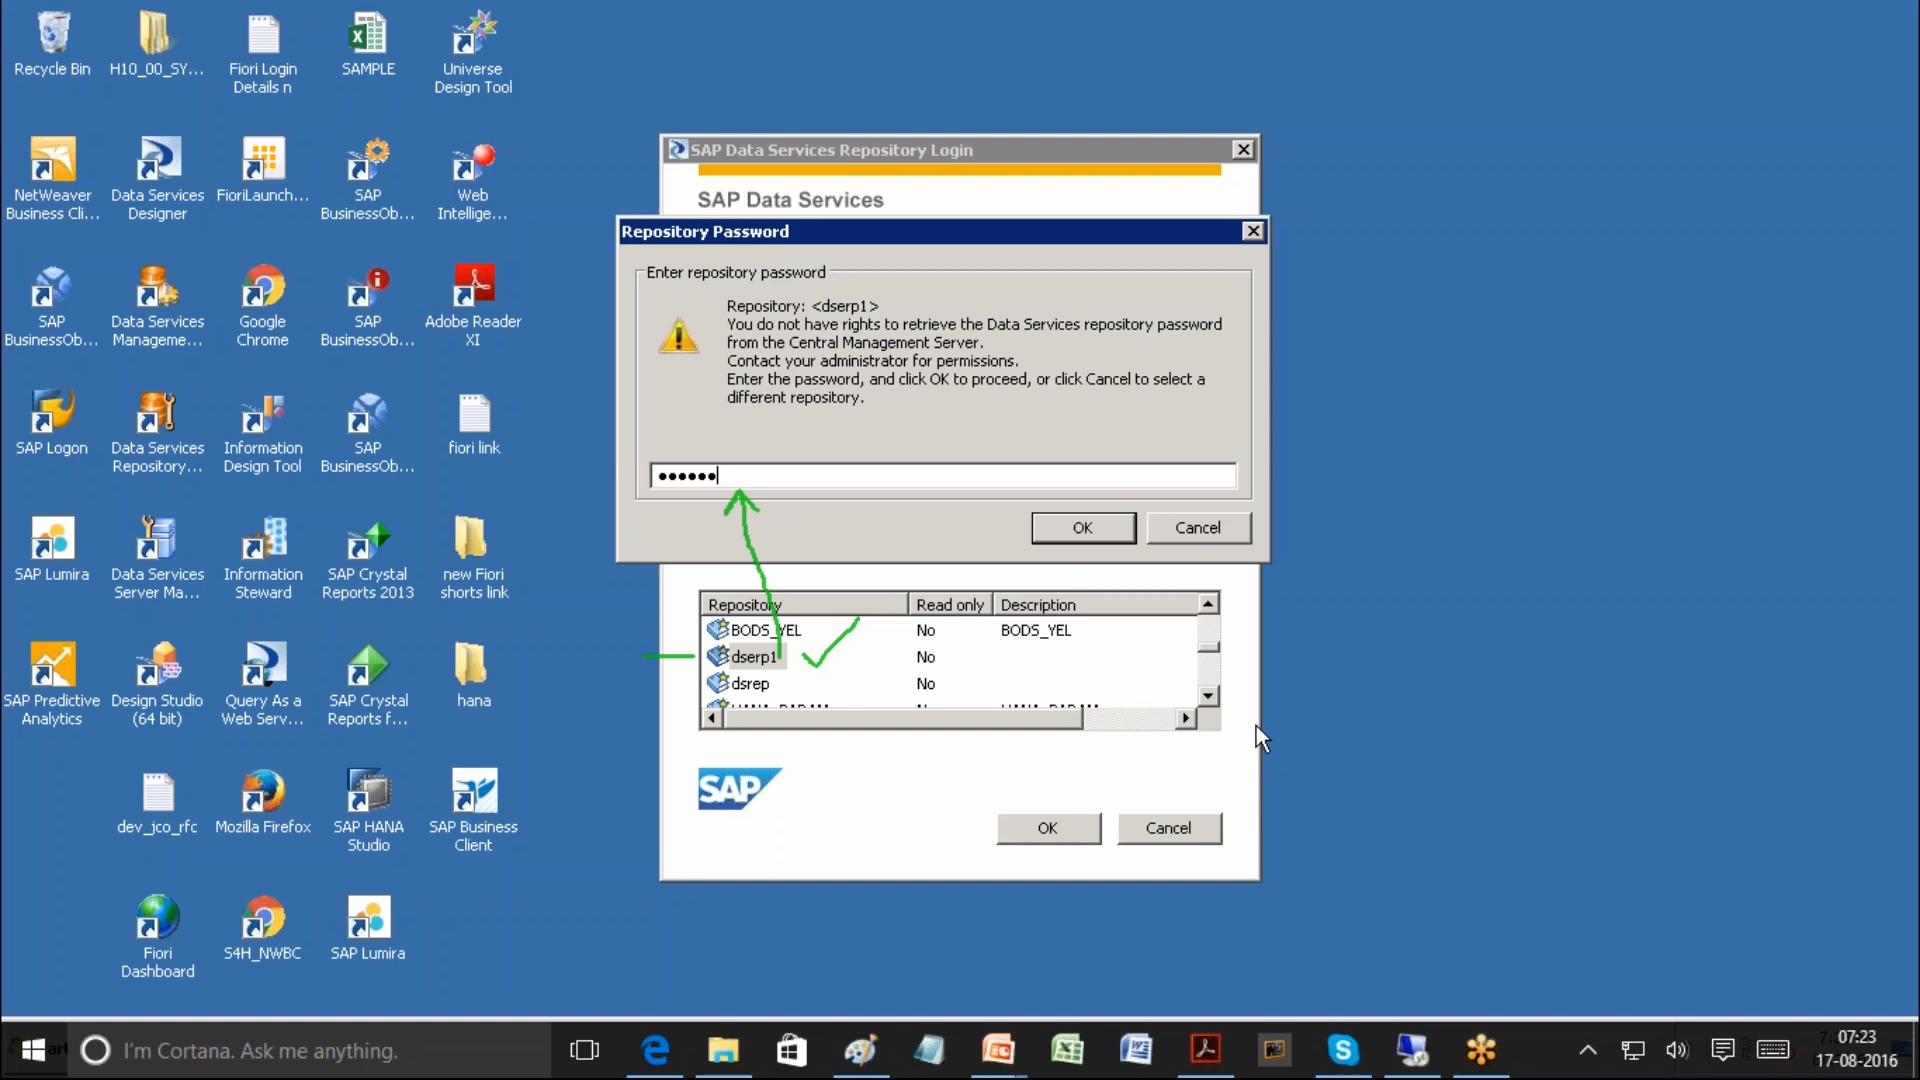 Recycle Bin
H10_00_SY...
Fiori Login
Details n
SAMPLE
Universe
Design Tool
NetWeaver
Business Cli...
Data Services
Designer
FioriLaunch...
SAP
BusinessOb...
Web
Intellige...
SAP
BusinessOb...
Data Services
Manageme...
Google
Chrome
SAP
BusinessOb...
Adobe Reader
XI
SAP Logon
Data Services
Repository...
Information
Design Tool
SAP
BusinessOb...
fiori link
SAP Lumira
Data Services
Server Ma...
Information
Steward
SAP Crystal
Reports 2013
new Fiori
shorts link
SAP Predictive
Analytics
Design Studio
(64 bit)
Query As a
Web Serv...
SAP Crystal
Reports f...
hana
dev_jco_rfc
Mozilla Firefox
SAP HANA
Studio
SAP Business
Client
Fiori
Dashboard
S4H_NWBC
SAP Lumira
SAP Data Services Repository Login
SAP Data Services
Repository Password
Enter repository password
Repository: <dserp1>
You do not have rights to retrieve the Data Services repository password
from the Central Management Server.
Contact your administrator for permissions.
Enter the password, and click OK to proceed, or click Cancel to select a
different repository.
OK Cancel
Repository Read only Description
BODS_YEL No BODS_YEL
dserp1 No
dsrep No
SAP
OK Cancel
I'm Cortana. Ask me anything.
07:23
17-08-2016